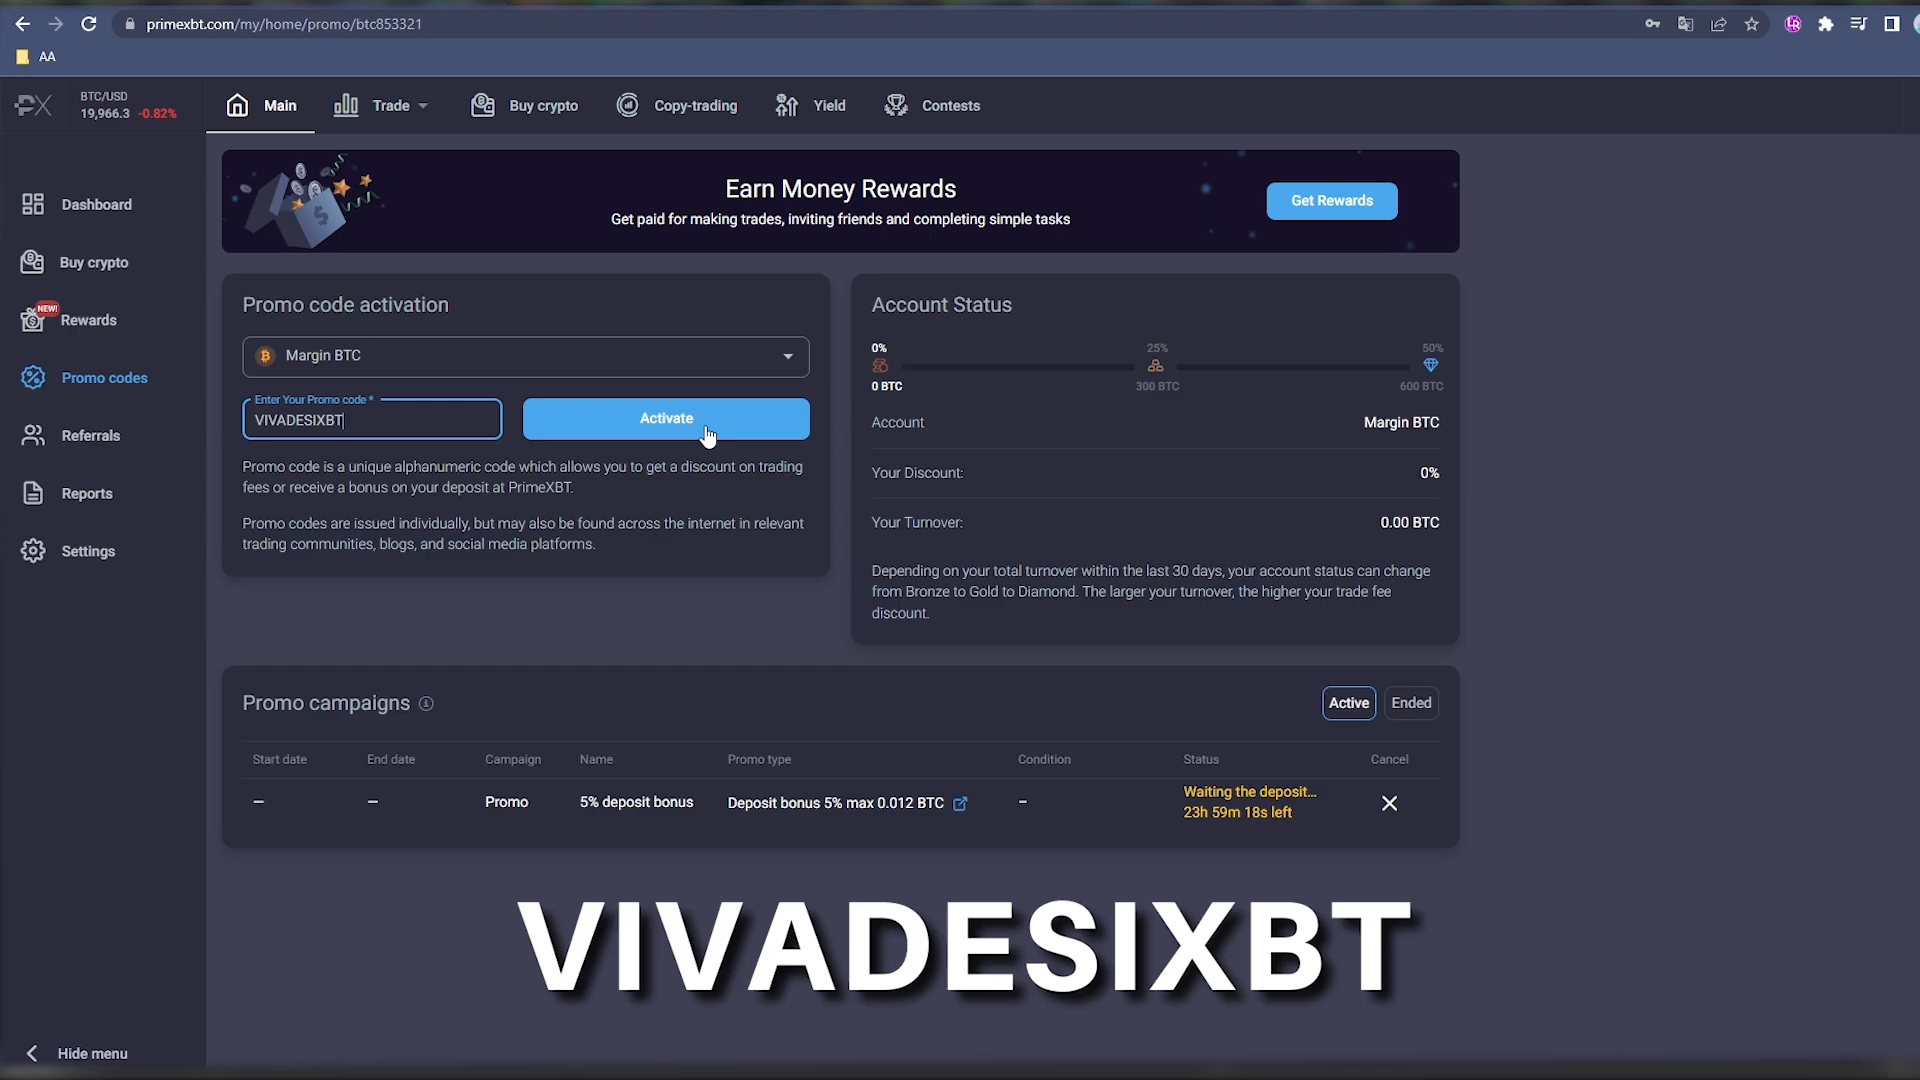 primexbt.com/my/home/promo/btc853321
AA
BTC/USD
19,966.3 -0.82%
Main
Trade
Buy crypto
Copy-trading
Yield
Contests
Dashboard
Buy crypto
NEW!
Rewards
Promo codes
Referrals
Reports
Settings
Hide menu
Earn Money Rewards
Get paid for making trades, inviting friends and completing simple tasks
Get Rewards
Promo code activation
Margin BTC
Enter Your Promo code *
VIVADESIXBT
Activate
Promo code is a unique alphanumeric code which allows you to get a discount on trading
fees or receive a bonus on your deposit at PrimeXBT.
Promo codes are issued individually, but may also be found across the internet in relevant
trading communities, blogs, and social media platforms.
Account Status
0% 25% 50%
0 BTC 300 BTC 600 BTC
Account Margin BTC
Your Discount: 0%
Your Turnover: 0.00 BTC
Depending on your total turnover within the last 30 days, your account status can change
from Bronze to Gold to Diamond. The larger your turnover, the higher your trade fee
discount.
Promo campaigns
Active Ended
Start date End date Campaign Name Promo type Condition Status Cancel
– – Promo 5% deposit bonus Deposit bonus 5% max 0.012 BTC – Waiting the deposit...
23h 59m 18s left
VIVADESIXBT